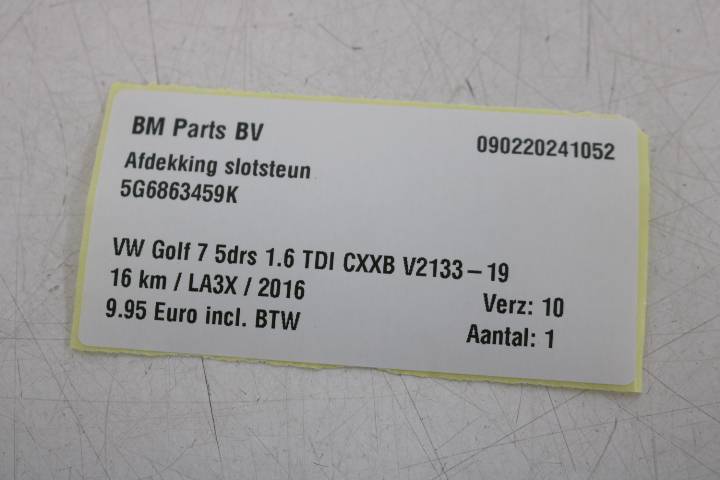 BM Parts BV
090220241052
Afdekking slotsteun
5G6863459K
VW Golf 7 5drs 1.6 TDI CXXB V2133-19
16 km / LA3X / 2016
Verz: 10
9.95 Euro incl. BTW
Aantal: 1